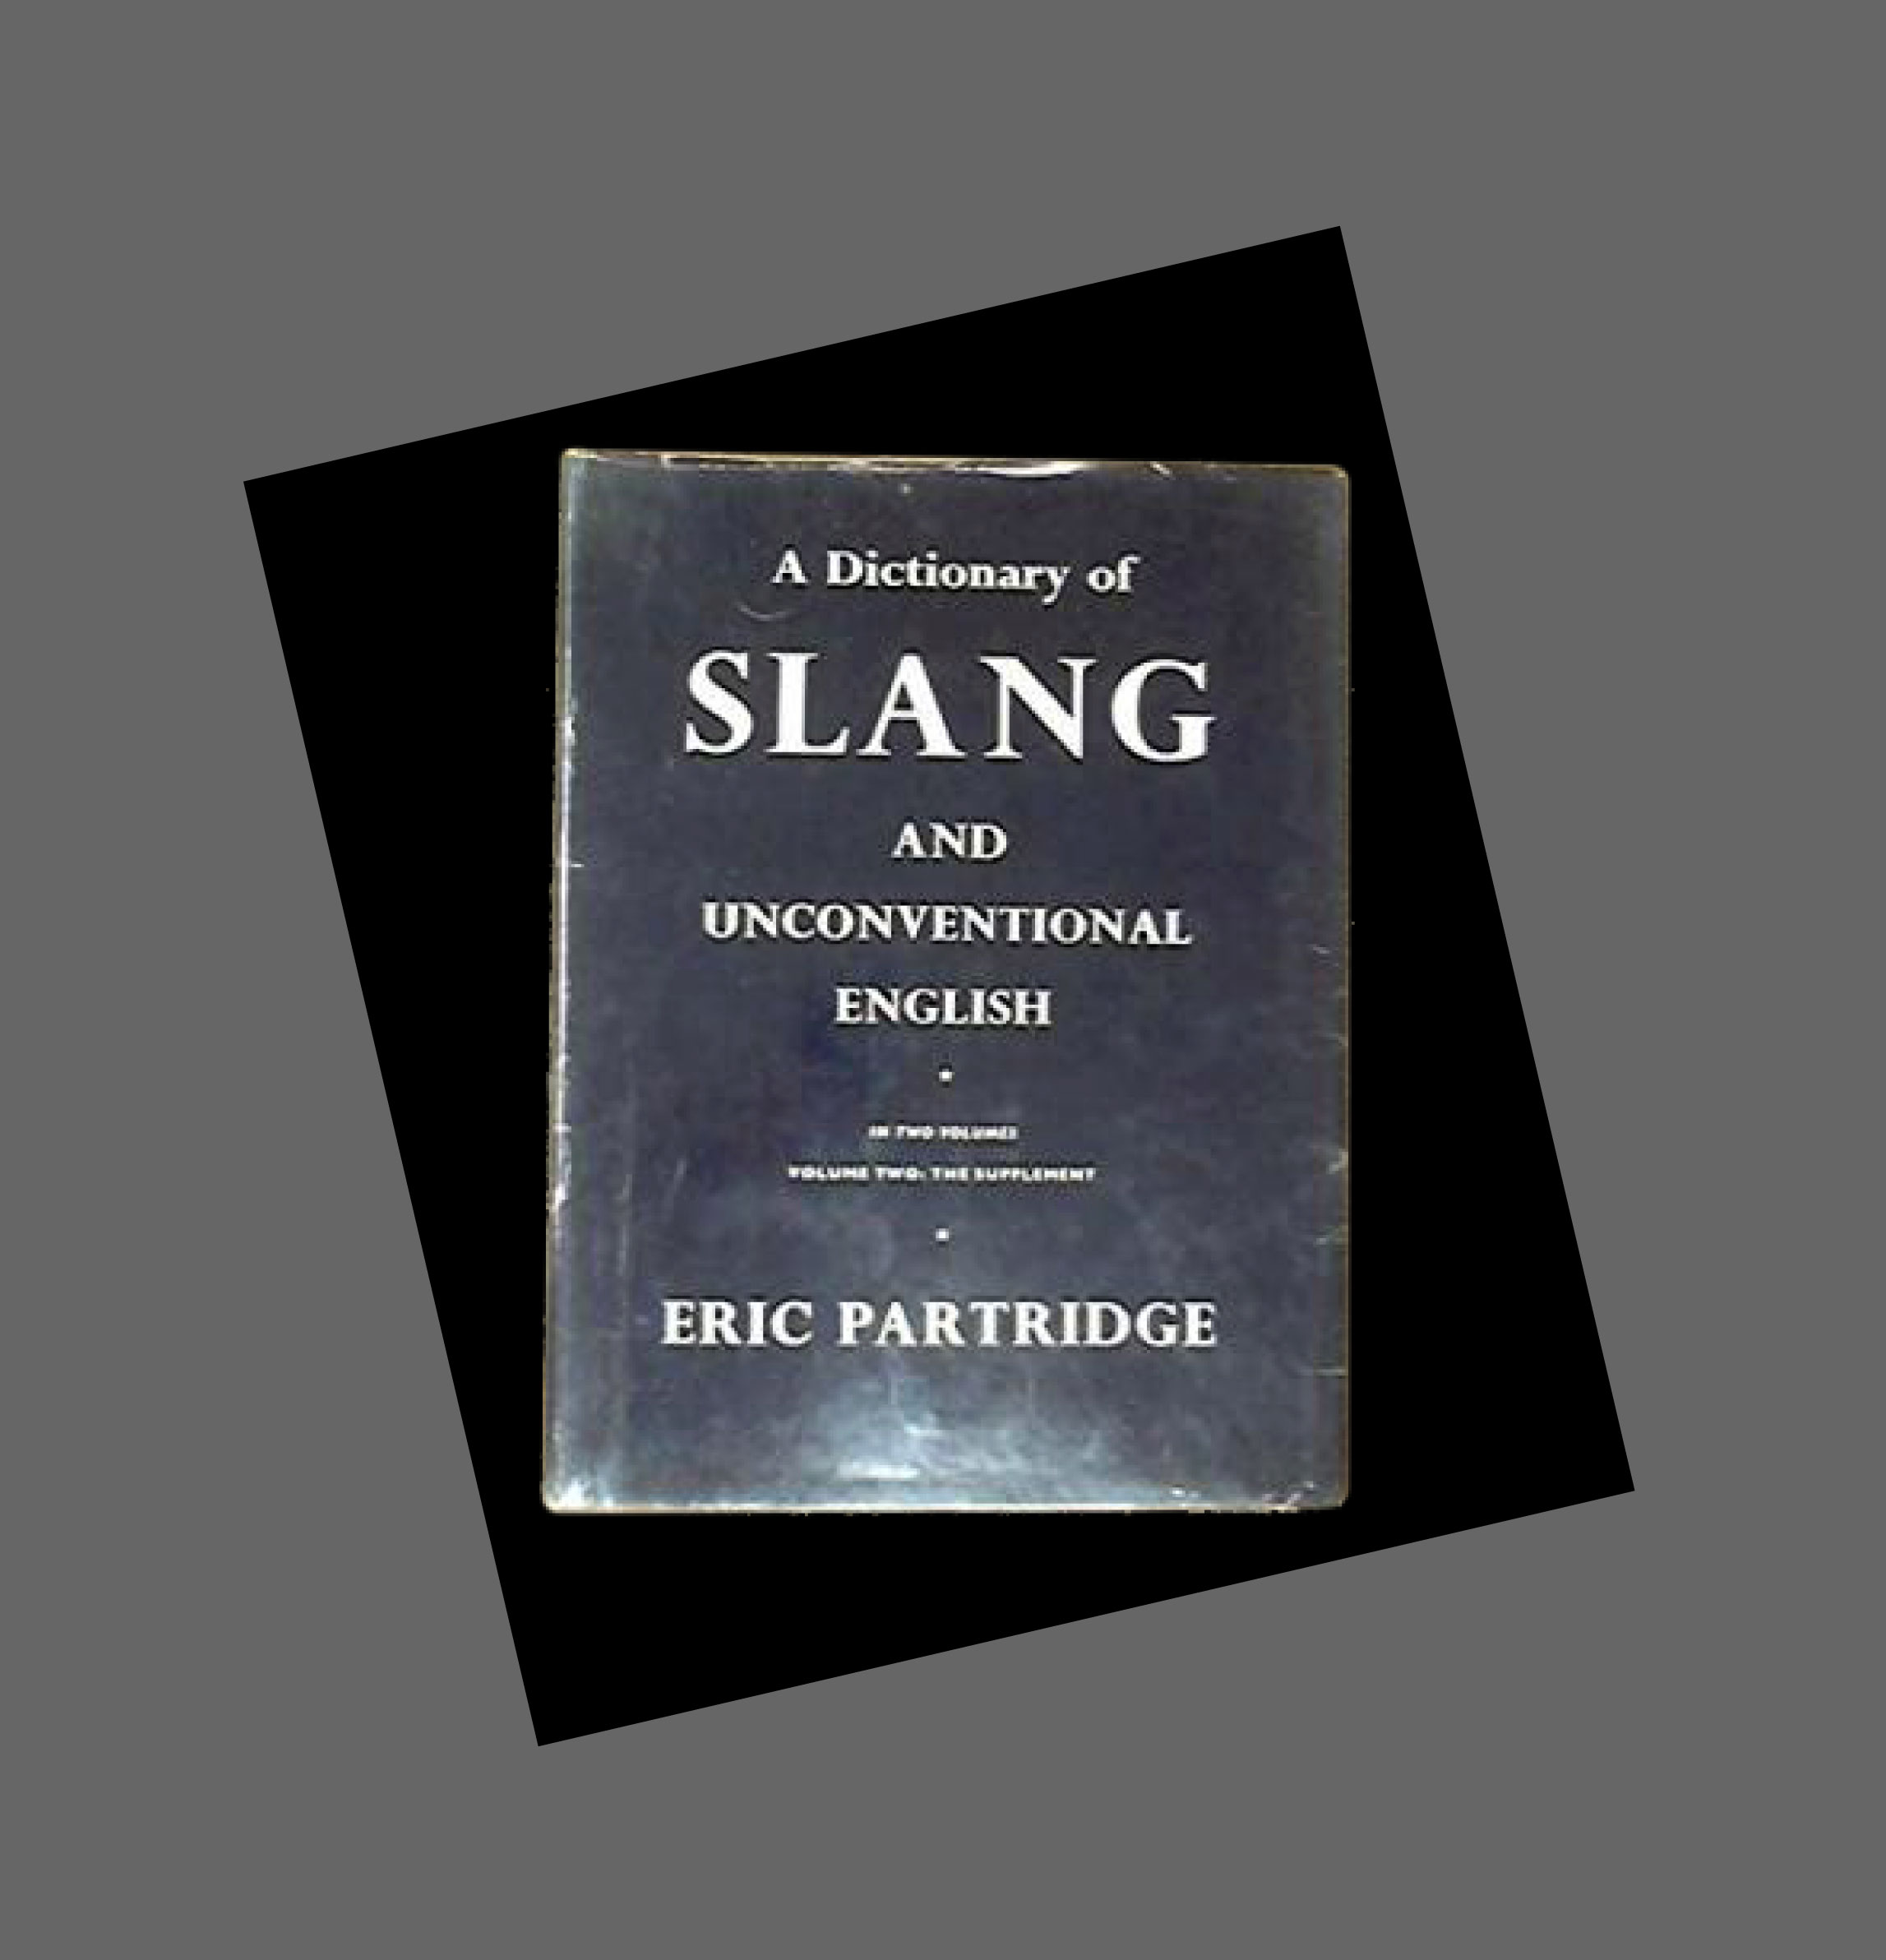 A Dictionary of
SLANG
AND
UNCONVENTIONAL
ENGLISH
IN TWO VOLUMES
VOLUME TWO: THE SUPPLEMENT
ERIC PARTRIDGE